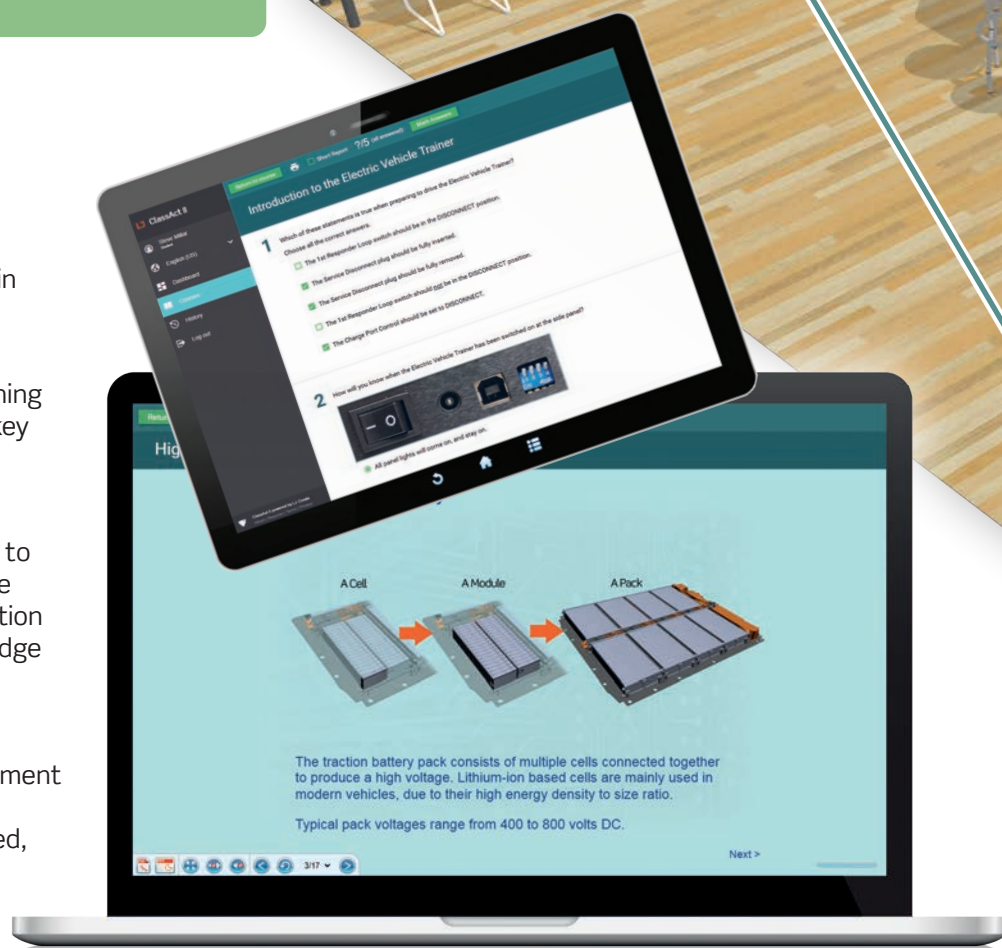 in
ning
key
to
e
tion
dge
ment
ed,
Return to lesson
Short Report
?/5 (all answered)
Mark Answers
Introduction to the Electric Vehicle Trainer
ClassAct II
English (US)
Dashboard
History
Log out
1 Which of these statements is true when preparing to drive the Electric Vehicle Trainer?
Choose all the correct answers.
The 1st Responder Loop switch should be in the DISCONNECT position.
The Service Disconnect plug should be fully inserted.
The Service Disconnect plug should be fully removed.
The 1st Responder Loop switch should not be in the DISCONNECT position.
The Charge Port Control should be set to DISCONNECT.
2 How will you know when the Electric Vehicle Trainer has been switched on at the side panel?
All panel lights will come on, and stay on.
Retur
Hig
A Cell
A Module
A Pack
The traction battery pack consists of multiple cells connected together
to produce a high voltage. Lithium-ion based cells are mainly used in
modern vehicles, due to their high energy density to size ratio.
Typical pack voltages range from 400 to 800 volts DC.
Next >
3/17